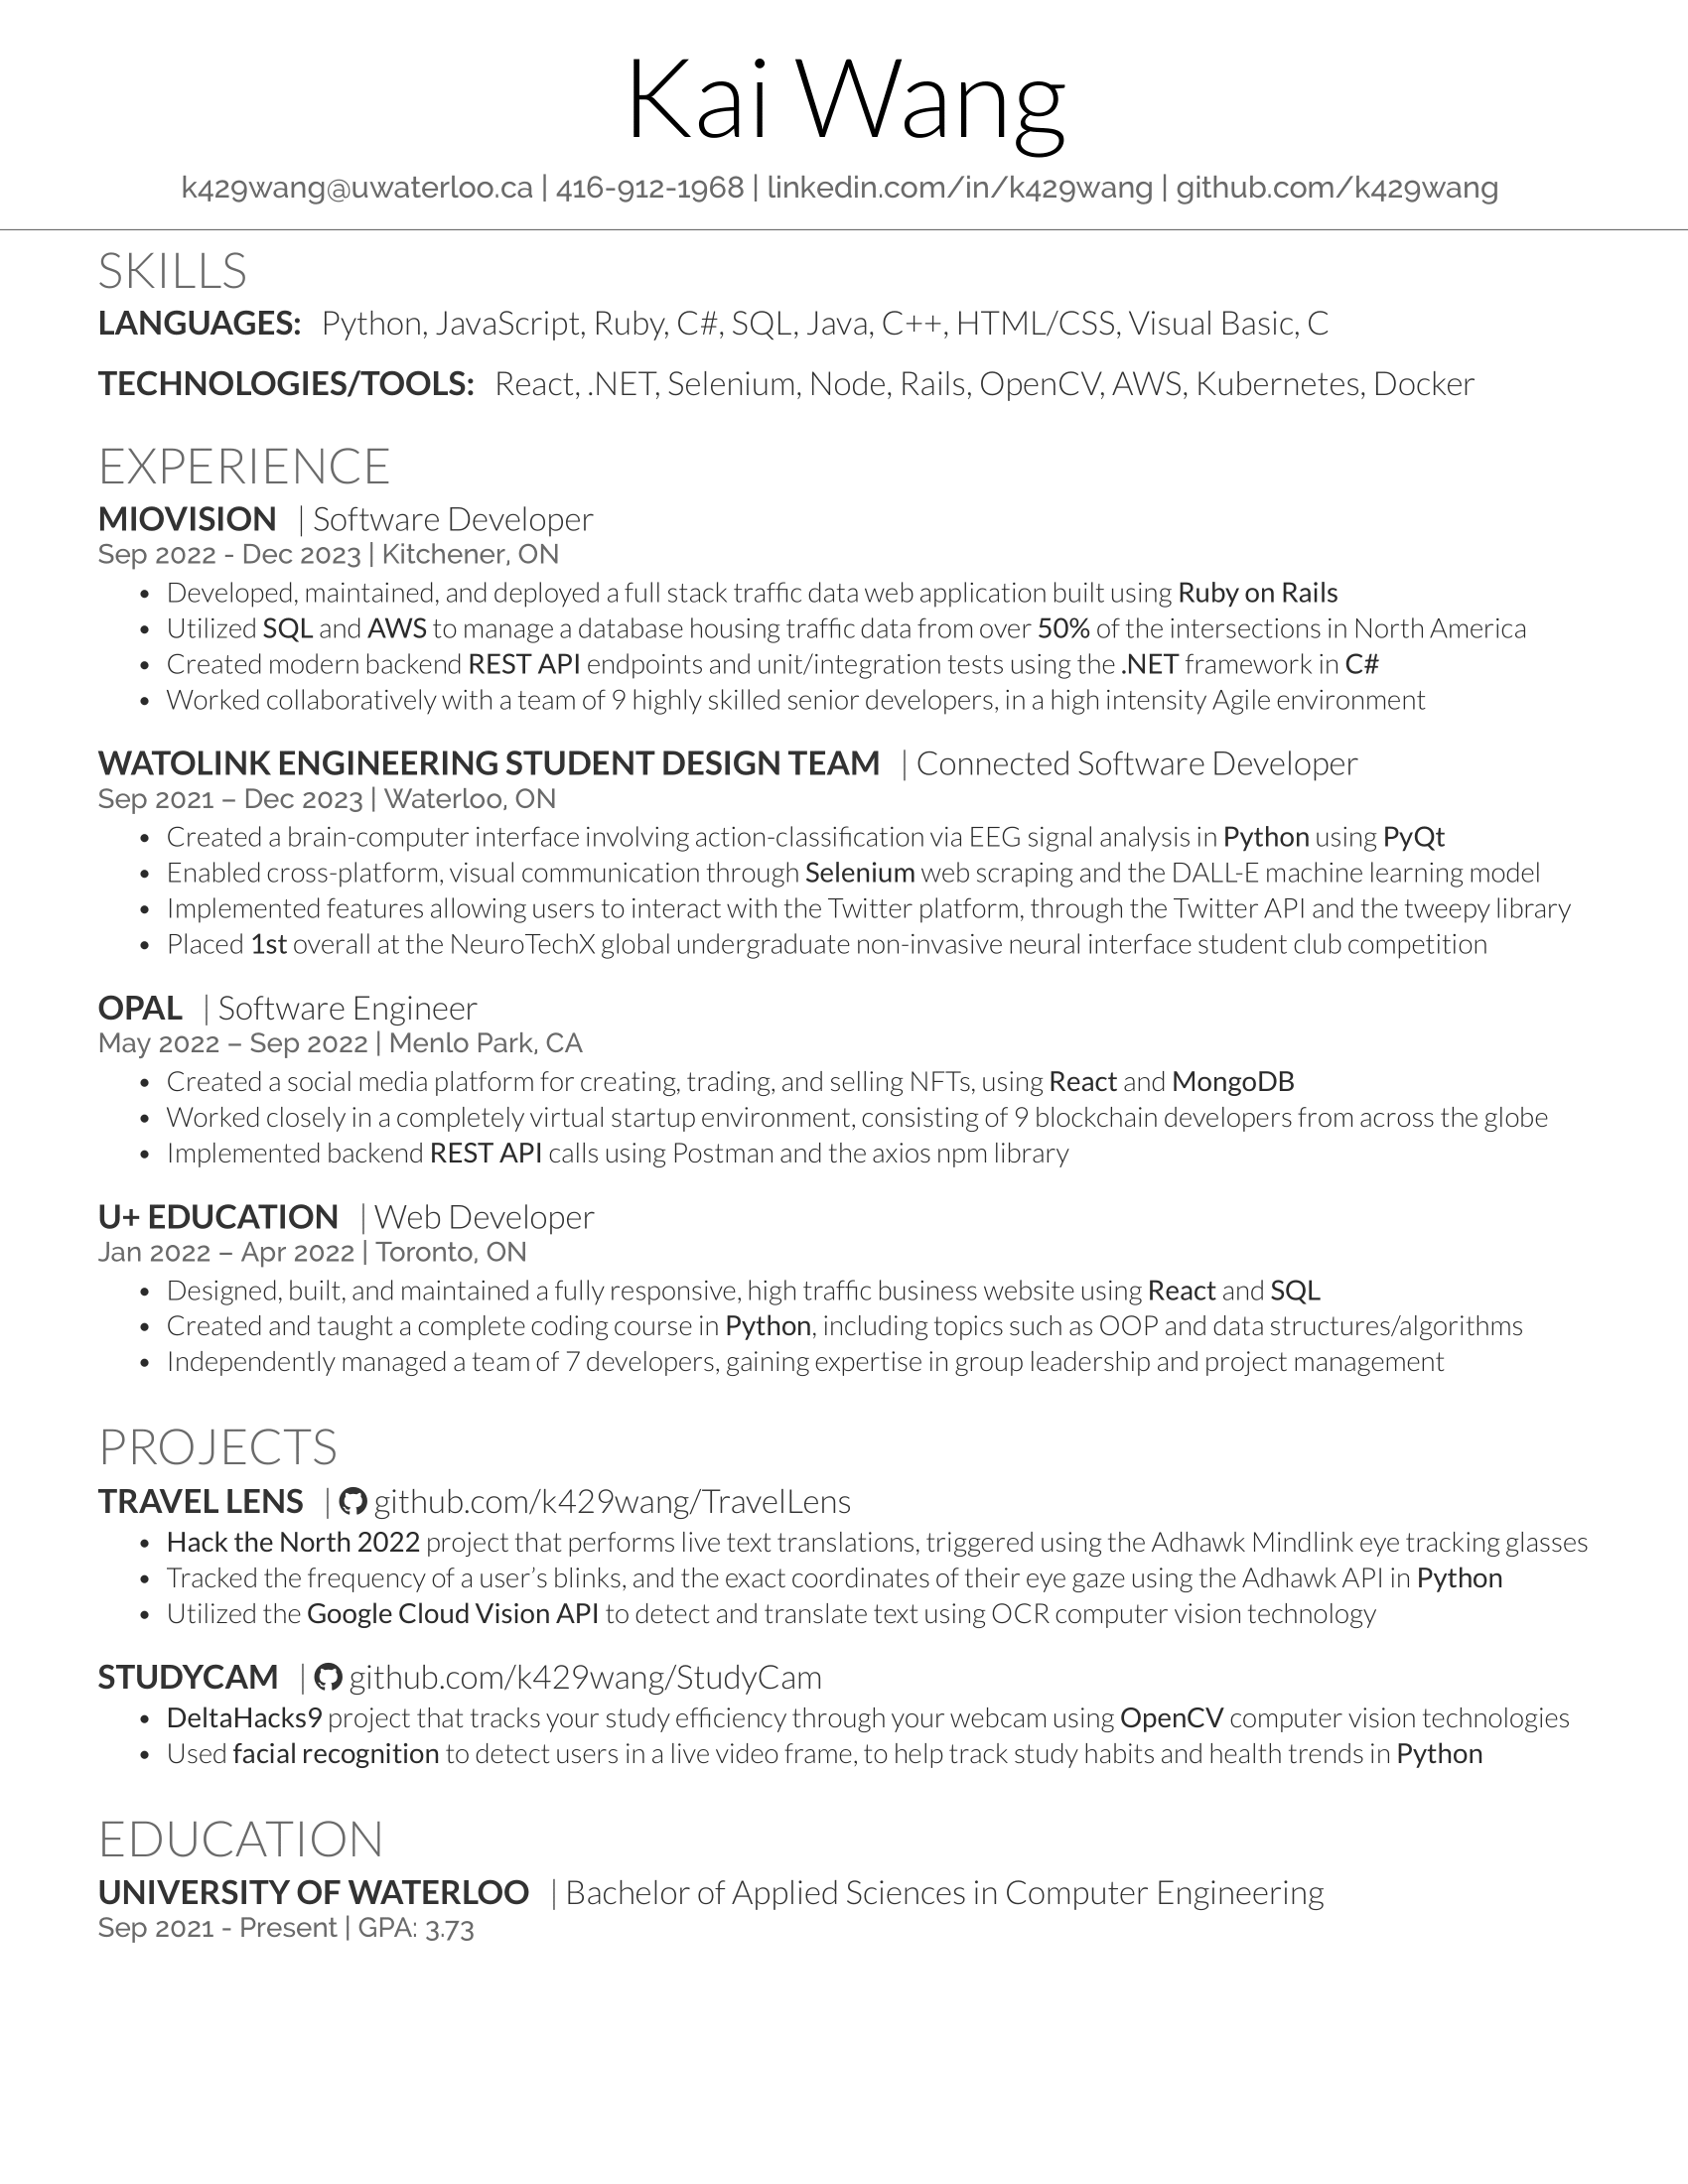 Kai Wang
k429wang@uwaterloo.ca | 416-912-1968 | linkedin.com/in/k429wang | github.com/k429wang
SKILLS
LANGUAGES: Python, JavaScript, Ruby, C#, SQL, Java, C++, HTML/CSS, Visual Basic, C
TECHNOLOGIES/TOOLS: React, .NET, Selenium, Node, Rails, OpenCV, AWS, Kubernetes, Docker
EXPERIENCE
MIOVISION | Software Developer
Sep 2022 - Dec 2023 | Kitchener, ON
• Developed, maintained, and deployed a full stack traffic data web application built using Ruby on Rails
• Utilized SQL and AWS to manage a database housing traffic data from over 50% of the intersections in North America
• Created modern backend REST API endpoints and unit/integration tests using the .NET framework in C#
• Worked collaboratively with a team of 9 highly skilled senior developers, in a high intensity Agile environment
WATOLINK ENGINEERING STUDENT DESIGN TEAM | Connected Software Developer
Sep 2021 – Dec 2023 | Waterloo, ON
• Created a brain-computer interface involving action-classification via EEG signal analysis in Python using PyQt
• Enabled cross-platform, visual communication through Selenium web scraping and the DALL-E machine learning model
• Implemented features allowing users to interact with the Twitter platform, through the Twitter API and the tweepy library
• Placed 1st overall at the NeuroTechX global undergraduate non-invasive neural interface student club competition
OPAL | Software Engineer
May 2022 – Sep 2022 | Menlo Park, CA
• Created a social media platform for creating, trading, and selling NFTs, using React and MongoDB
• Worked closely in a completely virtual startup environment, consisting of 9 blockchain developers from across the globe
• Implemented backend REST API calls using Postman and the axios npm library
U+ EDUCATION | Web Developer
Jan 2022 – Apr 2022 | Toronto, ON
• Designed, built, and maintained a fully responsive, high traffic business website using React and SQL
• Created and taught a complete coding course in Python, including topics such as OOP and data structures/algorithms
• Independently managed a team of 7 developers, gaining expertise in group leadership and project management
PROJECTS
TRAVEL LENS | github.com/k429wang/TravelLens
• Hack the North 2022 project that performs live text translations, triggered using the Adhawk Mindlink eye tracking glasses
• Tracked the frequency of a user’s blinks, and the exact coordinates of their eye gaze using the Adhawk API in Python
• Utilized the Google Cloud Vision API to detect and translate text using OCR computer vision technology
STUDYCAM | github.com/k429wang/StudyCam
• DeltaHacks9 project that tracks your study efficiency through your webcam using OpenCV computer vision technologies
• Used facial recognition to detect users in a live video frame, to help track study habits and health trends in Python
EDUCATION
UNIVERSITY OF WATERLOO | Bachelor of Applied Sciences in Computer Engineering
Sep 2021 - Present | GPA: 3.73